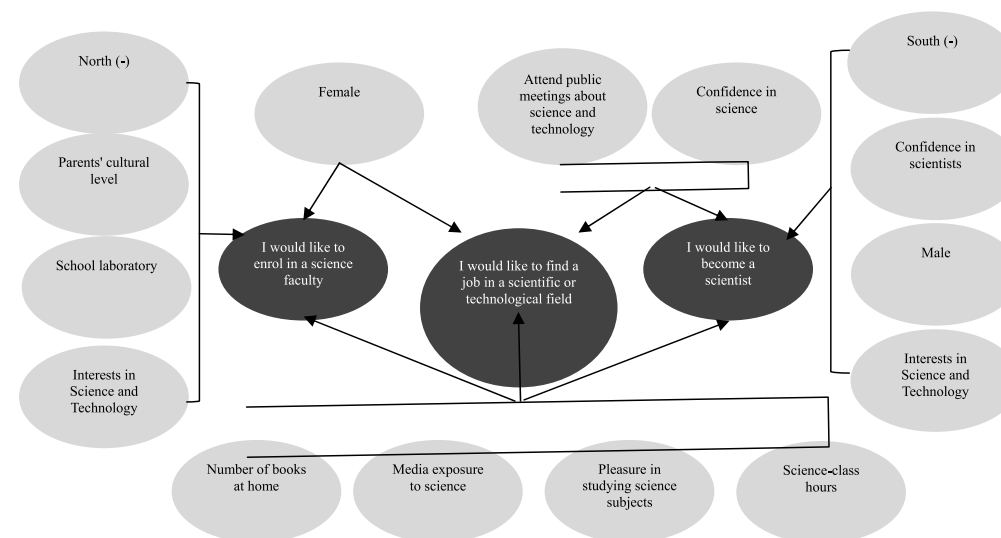 North (-)
Parents' cultural
level
School laboratory
Interests in
Science and
Technology
Female
Attend public
meetings about
science and
technology
Confidence in
science
South (-)
Confidence in
scientists
Male
Interests in
Science and
Technology
I would like to
enrol in a science
faculty
I would like to find a
job in a scientific or
technological field
I would like to
become a
scientist
Number of books
at home
Media exposure
to science
Pleasure in
studying science
subjects
Science-class
hours